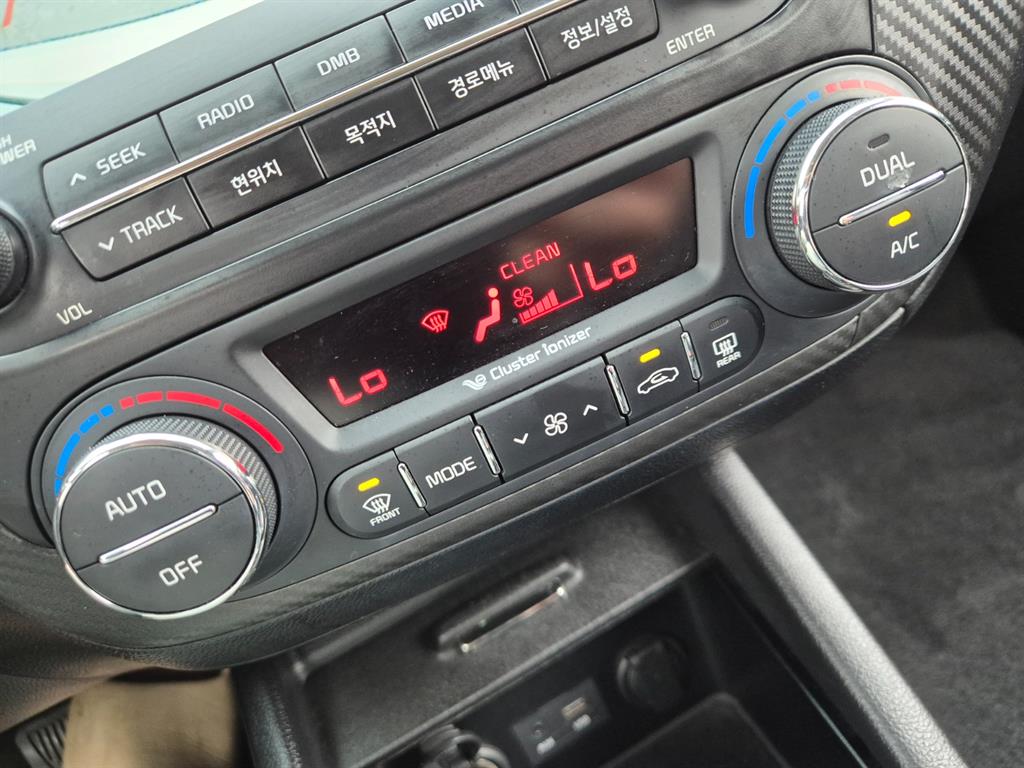 MEDIA
정보/설정
ENTER
DMB
경로메뉴
RADIO
목적지
SEEK
현위치
TRACK
VOL
DUAL
A/C
CLEAN
Lo
Lo
Cluster ionizer
REAR
MODE
FRONT
AUTO
OFF